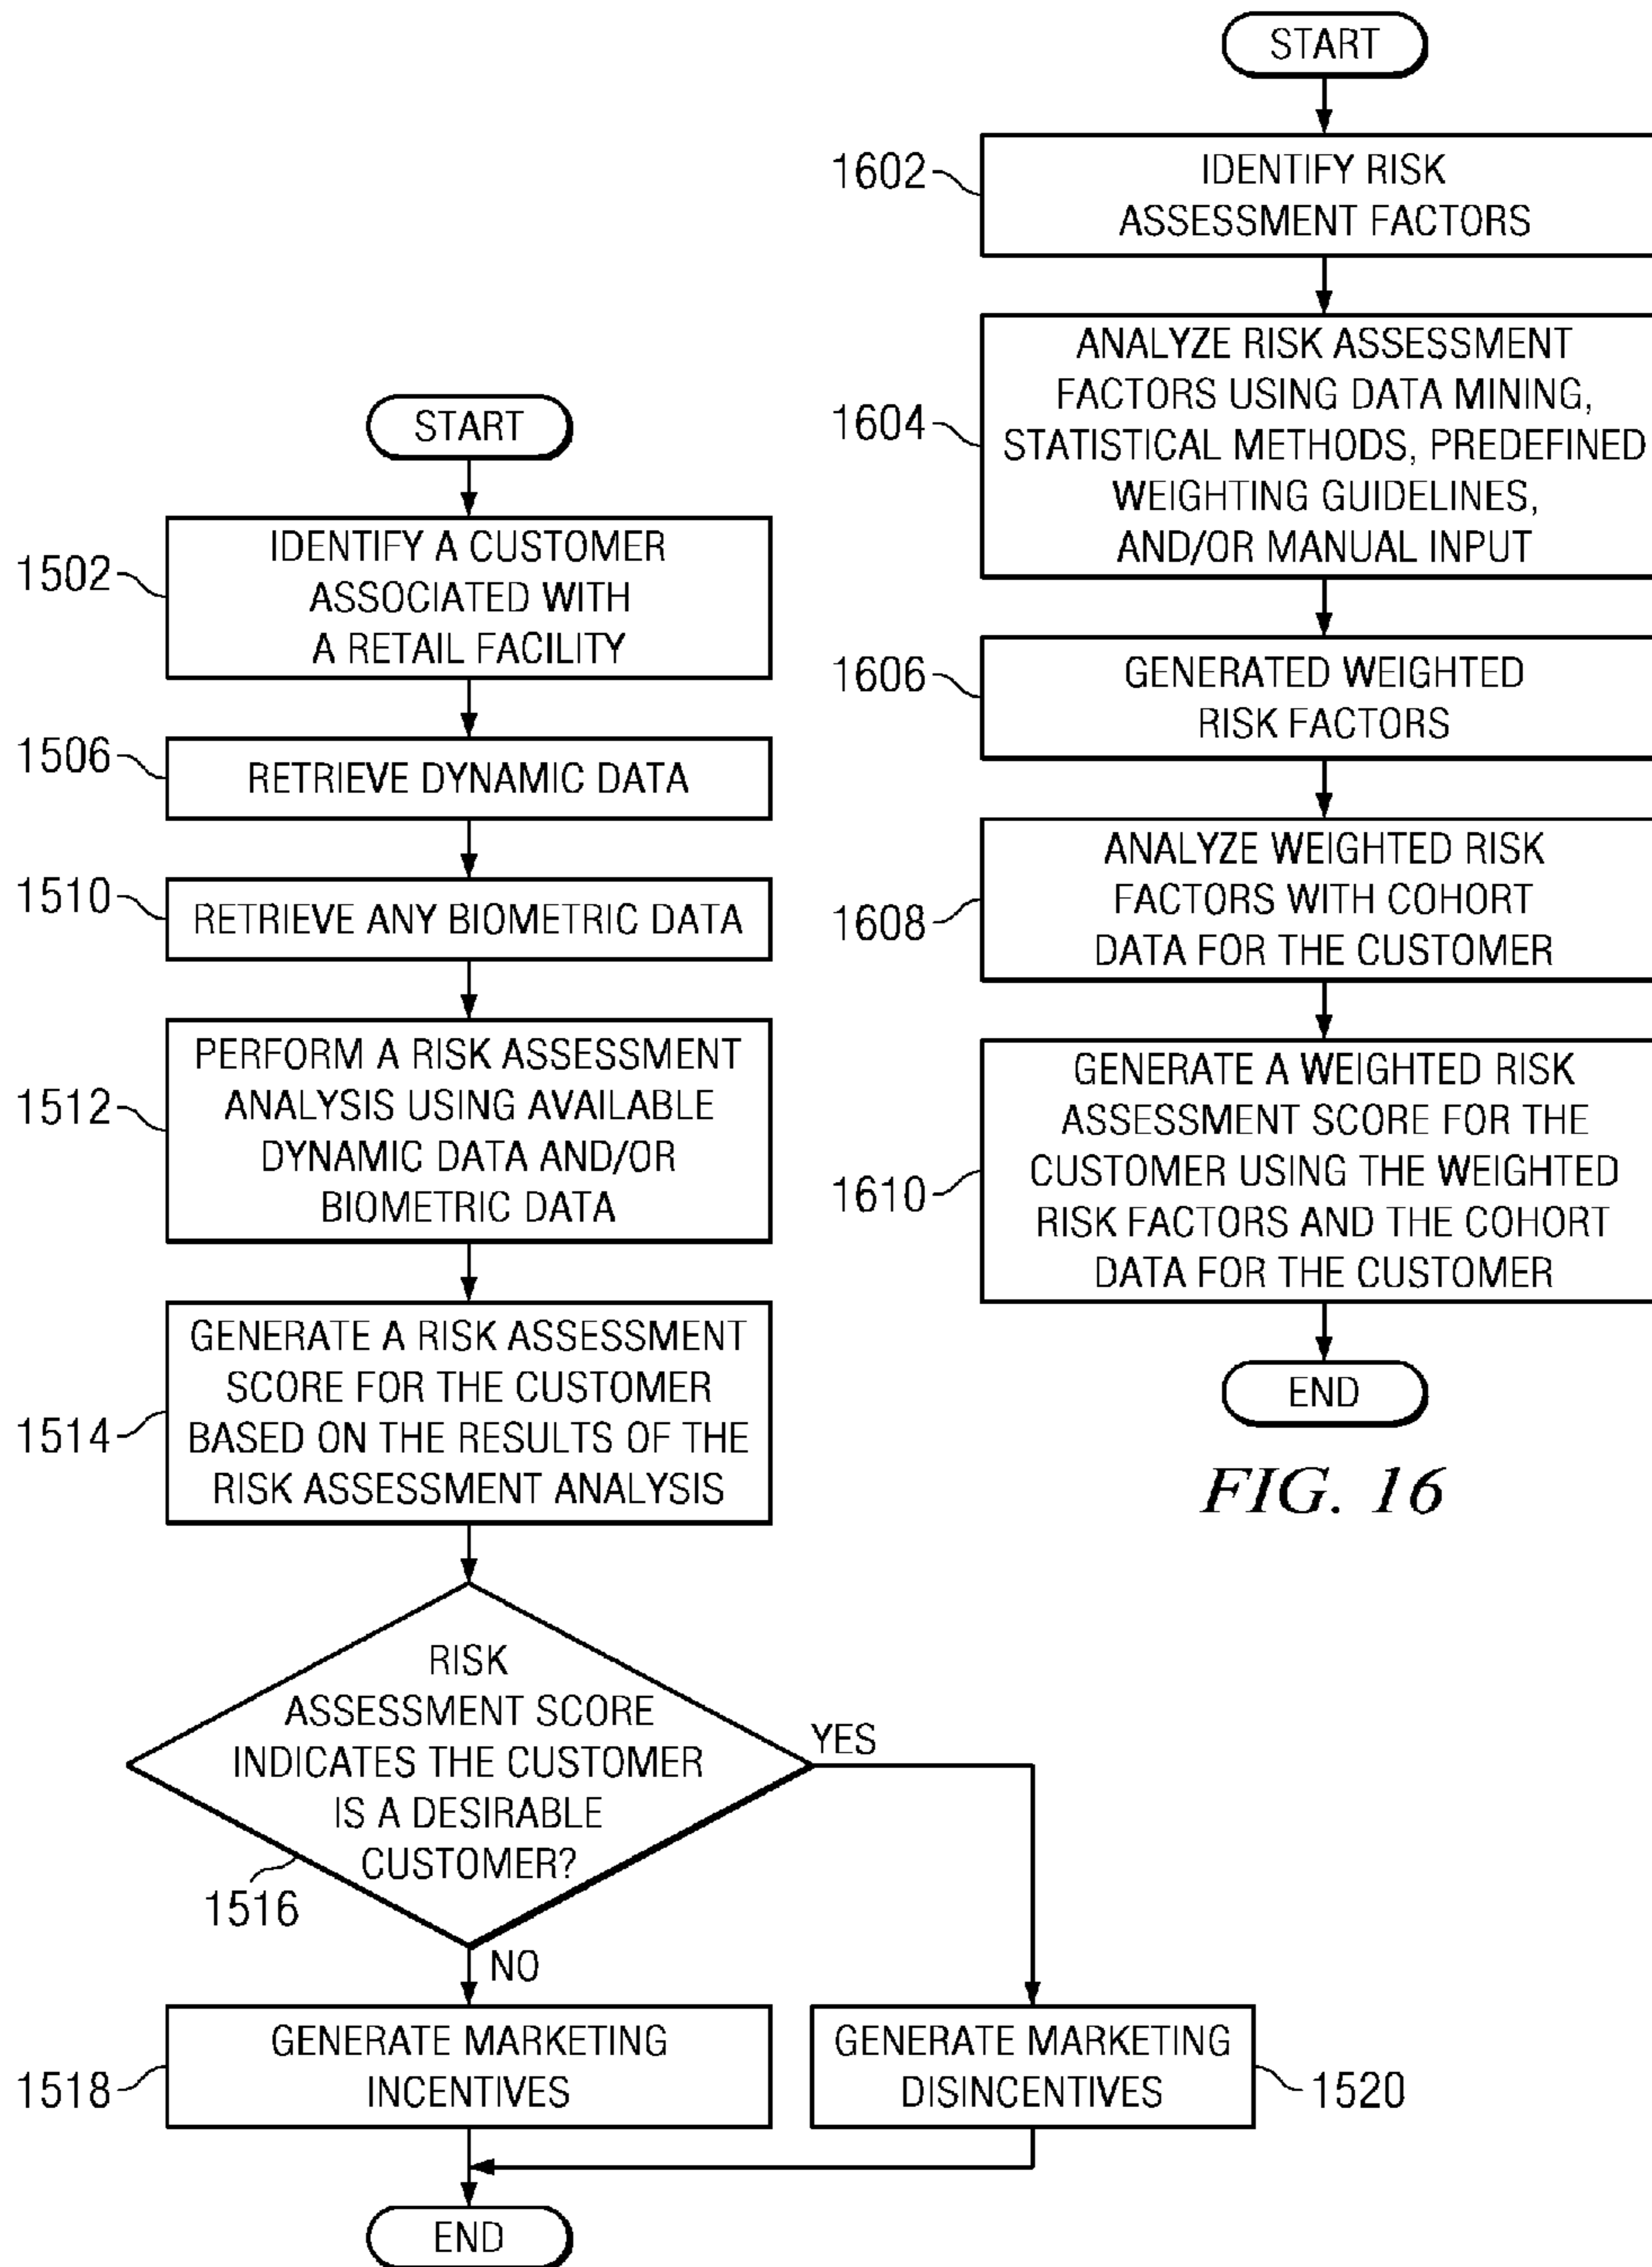 START
1502
IDENTIFY A CUSTOMER
ASSOCIATED WITH
A RETAIL FACILITY
1506
RETRIEVE DYNAMIC DATA
1510
RETRIEVE ANY BIOMETRIC DATA
1512
PERFORM A RISK ASSESSMENT
ANALYSIS USING AVAILABLE
DYNAMIC DATA AND/OR
BIOMETRIC DATA
1514
GENERATE A RISK ASSESSMENT
SCORE FOR THE CUSTOMER
BASED ON THE RESULTS OF THE
RISK ASSESSMENT ANALYSIS
RISK
ASSESSMENT SCORE
INDICATES THE CUSTOMER
IS A DESIRABLE
CUSTOMER?
1516
YES
NO
1518
GENERATE MARKETING
INCENTIVES
GENERATE MARKETING
DISINCENTIVES
1520
END
START
1602
IDENTIFY RISK
ASSESSMENT FACTORS
1604
ANALYZE RISK ASSESSMENT
FACTORS USING DATA MINING,
STATISTICAL METHODS, PREDEFINED
WEIGHTING GUIDELINES,
AND/OR MANUAL INPUT
1606
GENERATED WEIGHTED
RISK FACTORS
1608
ANALYZE WEIGHTED RISK
FACTORS WITH COHORT
DATA FOR THE CUSTOMER
1610
GENERATE A WEIGHTED RISK
ASSESSMENT SCORE FOR THE
CUSTOMER USING THE WEIGHTED
RISK FACTORS AND THE COHORT
DATA FOR THE CUSTOMER
END
FIG. 16